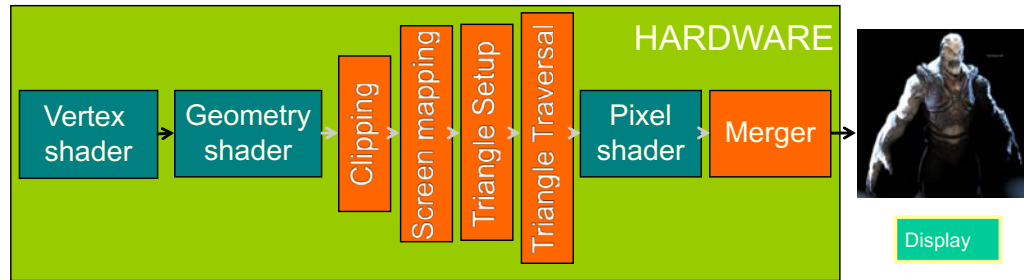 HARDWARE
Vertex
shader
Geometry
shader
Clipping
Screen mapping
Triangle Setup
Triangle Traversal
Pixel
shader
Merger
Display